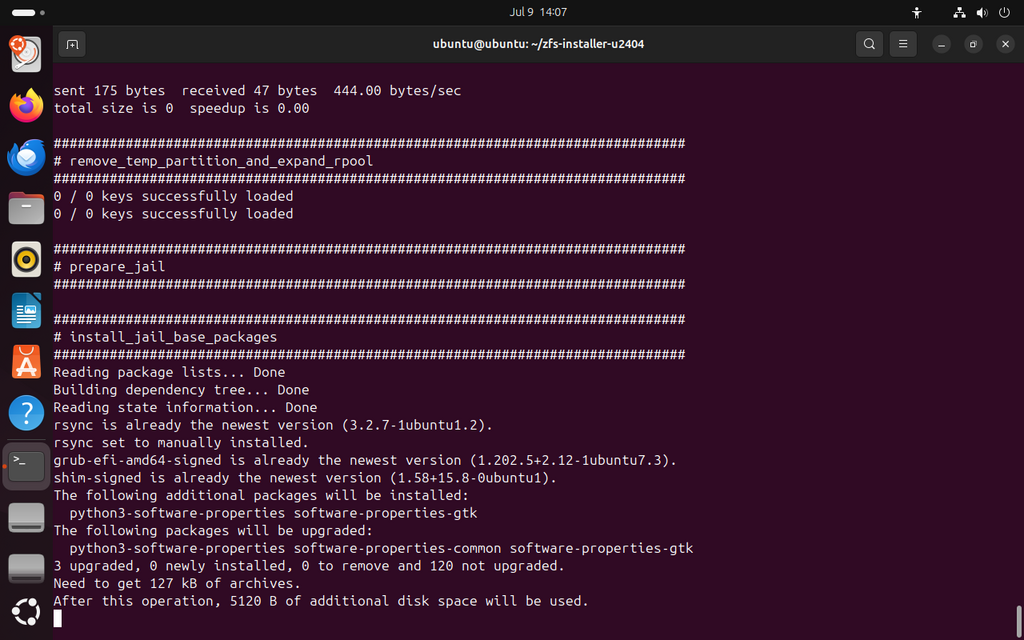 Jul 9 14:07
ubuntu@ubuntu: ~/zfs-installer-u2404
sent 175 bytes  received 47 bytes  444.00 bytes/sec
total size is 0  speedup is 0.00
###############################################################################
# remove_temp_partition_and_expand_rpool
###############################################################################
0 / 0 keys successfully loaded
0 / 0 keys successfully loaded
###############################################################################
# prepare_jail
###############################################################################
###############################################################################
# install_jail_base_packages
###############################################################################
Reading package lists... Done
Building dependency tree... Done
Reading state information... Done
rsync is already the newest version (3.2.7-1ubuntu1.2).
rsync set to manually installed.
grub-efi-amd64-signed is already the newest version (1.202.5+2.12-1ubuntu7.3).
shim-signed is already the newest version (1.58+15.8-0ubuntu1).
The following additional packages will be installed:
  python3-software-properties software-properties-gtk
The following packages will be upgraded:
  python3-software-properties software-properties-common software-properties-gtk
3 upgraded, 0 newly installed, 0 to remove and 120 not upgraded.
Need to get 127 kB of archives.
After this operation, 5120 B of additional disk space will be used.